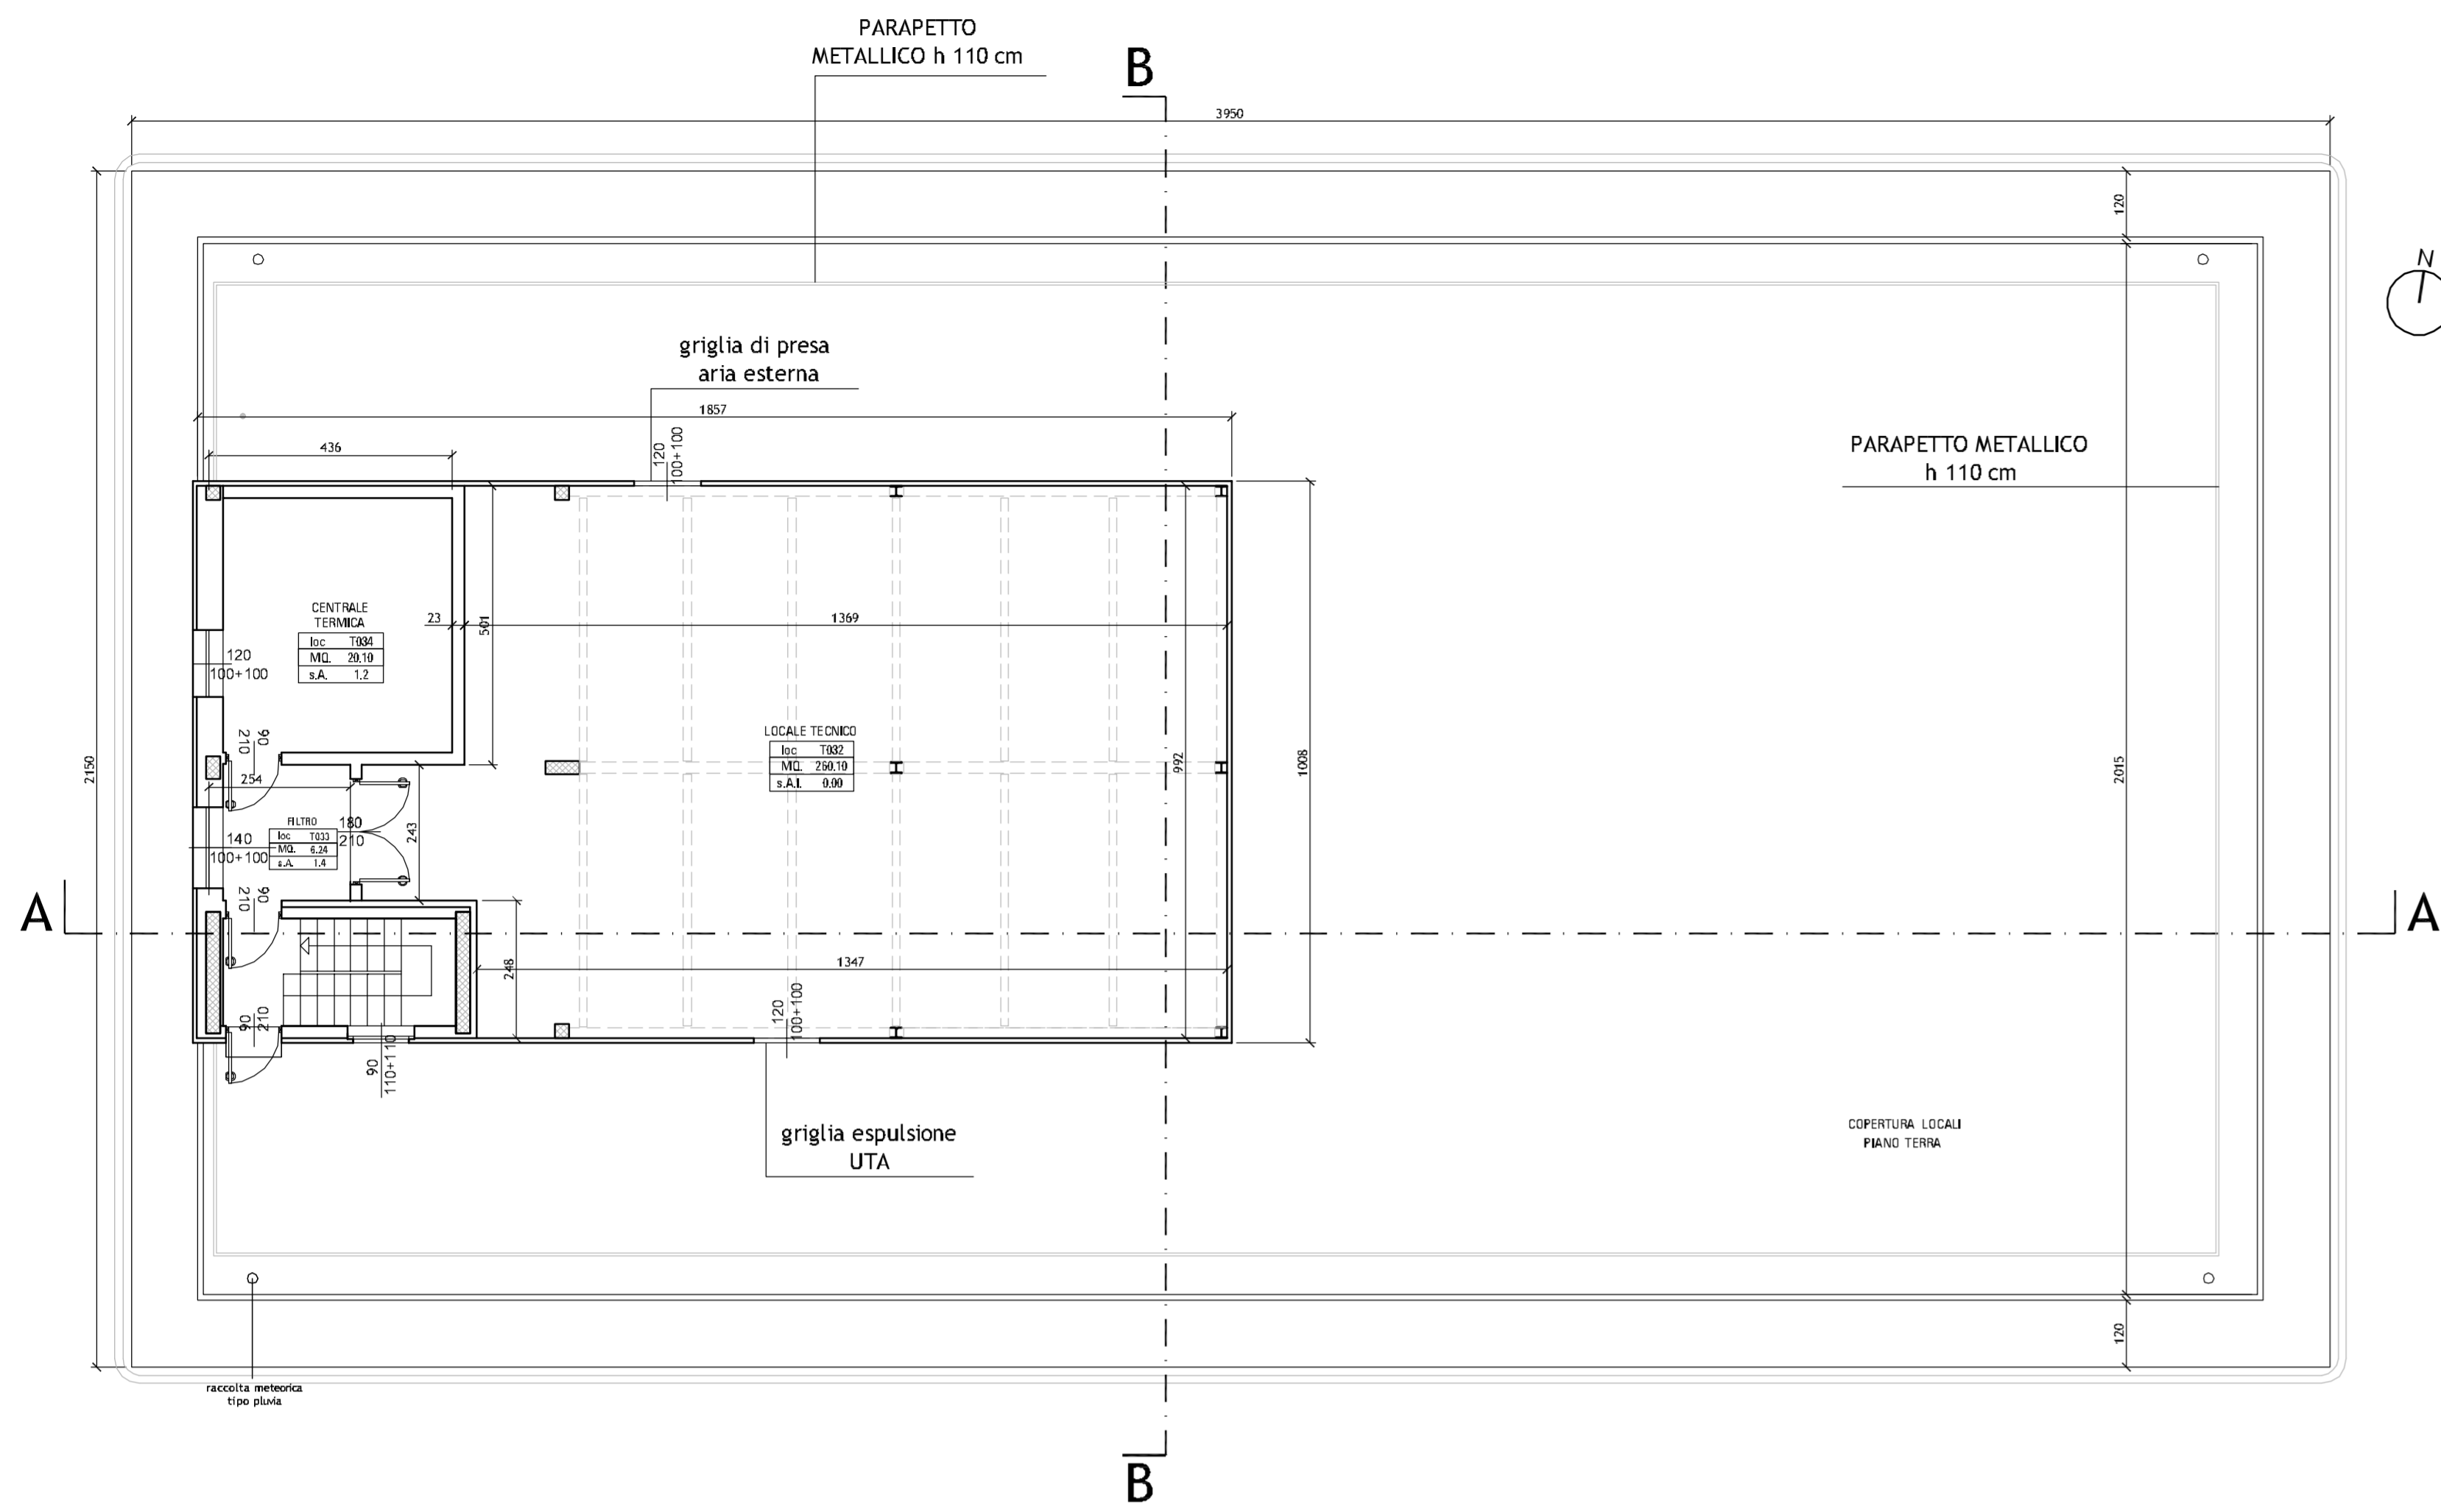 PARAPETTO
METALLICO h 110 cm
B
3950
120
N
griglia di presa
aria esterna
1857
436
120
100+100
PARAPETTO METALLICO
h 110 cm
CENTRALE
TERMICA
loc T034
MQ. 20.10
s.A. 1.2
23
501
1369
120
100+100
LOCALE TECNICO
loc T032
MQ. 260.10
s.A.I. 0.00
992
1008
2150
2015
90
210
254
FILTRO
loc T033
MQ. 6.24
s.A. 1.4
180
210
243
140
100+100
90
210
A
A
248
1347
90
210
90
110+110
120
100+100
griglia espulsione
UTA
COPERTURA LOCALI
PIANO TERRA
120
raccolta meteorica
tipo pluvia
B